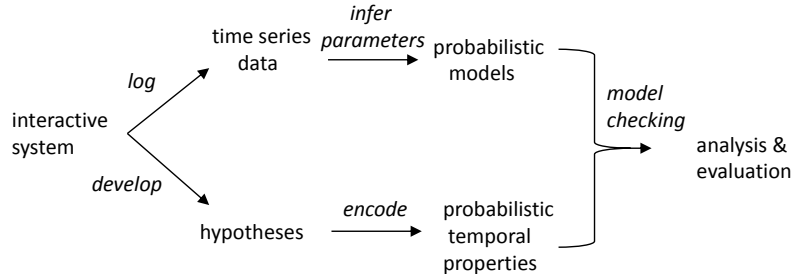 infer
parameters
time series
data
probabilistic
models
log
model
checking
interactive
system
analysis &
evaluation
develop
encode
hypotheses
probabilistic
temporal
properties